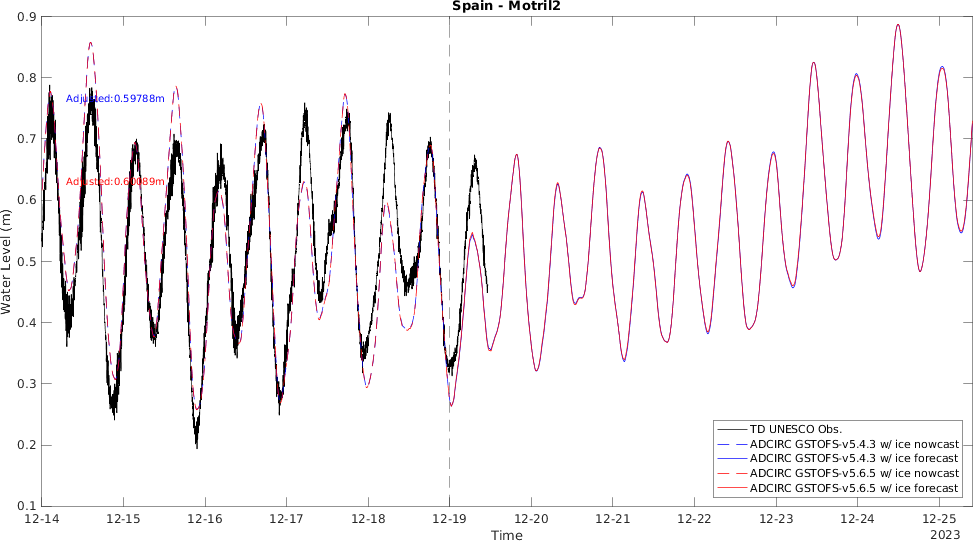 Spain - Motril2
0.9
0.8
0.7
0.6
0.5
0.4
0.3
0.2
0.1
Water Level (m)
Adjusted:0.59788m
Adjusted:0.60089m
TD UNESCO Obs.
ADCIRC GSTOFS-v5.4.3 w/ ice nowcast
ADCIRC GSTOFS-v5.4.3 w/ ice forecast
ADCIRC GSTOFS-v5.6.5 w/ ice nowcast
ADCIRC GSTOFS-v5.6.5 w/ ice forecast
12-14 12-15 12-16 12-17 12-18 12-19 12-20 12-21 12-22 12-23 12-24 12-25
Time
2023